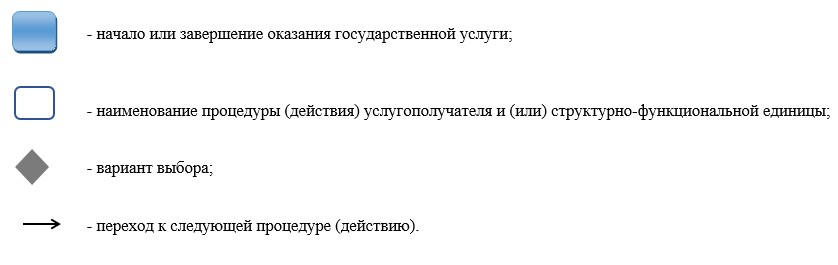 - начало или завершение оказания государственной услуги;
- наименование процедуры (действия) услугополучателя и (или) структурно-функциональной единицы;
- вариант выбора;
- переход к следующей процедуре (действию).